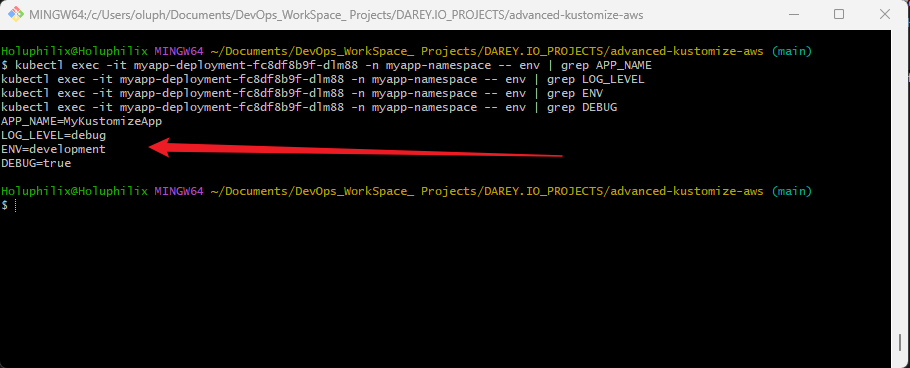 MINGW64:/c/Users/oluph/Documents/DevOps_WorkSpace_ Projects/DAREY.IO_PROJECTS/advanced-kustomize-aws
Holuphilix@Holuphilix MINGW64 ~/Documents/DevOps_WorkSpace_ Projects/DAREY.IO_PROJECTS/advanced-kustomize-aws (main)
$ kubectl exec -it myapp-deployment-fc8df8b9f-dlm88 -n myapp-namespace -- env | grep APP_NAME
kubectl exec -it myapp-deployment-fc8df8b9f-dlm88 -n myapp-namespace -- env | grep LOG_LEVEL
kubectl exec -it myapp-deployment-fc8df8b9f-dlm88 -n myapp-namespace -- env | grep ENV
kubectl exec -it myapp-deployment-fc8df8b9f-dlm88 -n myapp-namespace -- env | grep DEBUG
APP_NAME=MyKustomizeApp
LOG_LEVEL=debug
ENV=development
DEBUG=true
Holuphilix@Holuphilix MINGW64 ~/Documents/DevOps_WorkSpace_ Projects/DAREY.IO_PROJECTS/advanced-kustomize-aws (main)
$